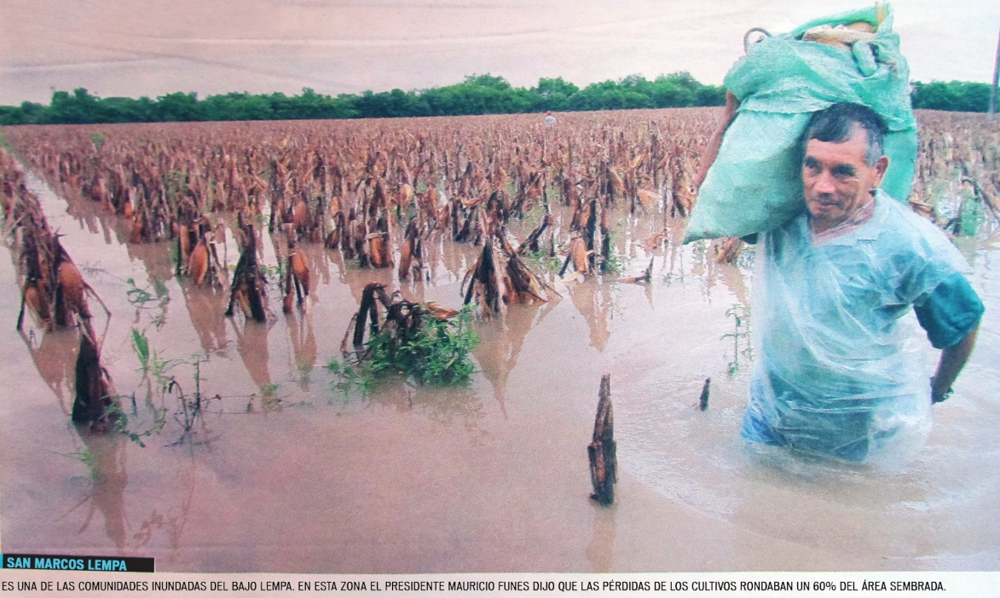 SAN MARCOS LEMPA
ES UNA DE LAS COMUNIDADES INUNDADAS DEL BAJO LEMPA. EN ESTA ZONA EL PRESIDENTE MAURICIO FUNES DIJO QUE LAS PÉRDIDAS DE LOS CULTIVOS RONDABAN UN 60% DEL ÁREA SEMBRADA.